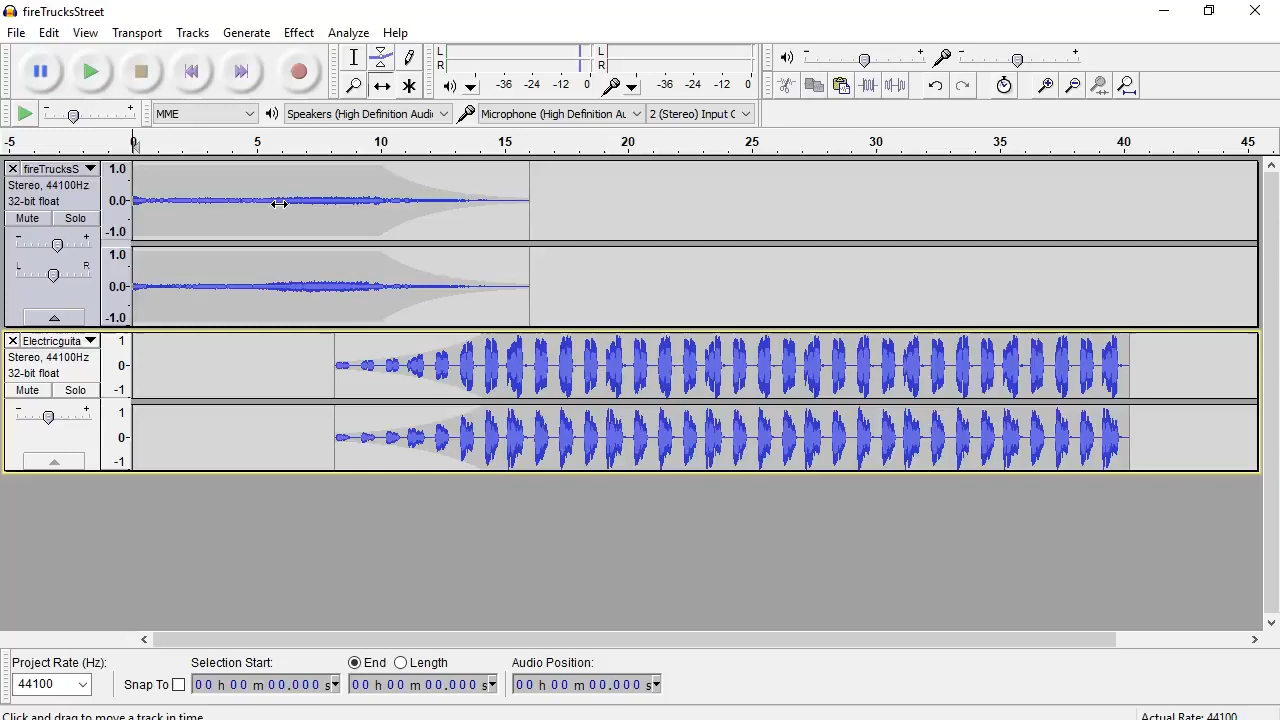 fireTrucksStreet
File Edit View Transport Tracks Generate Effect Analyze Help
L R -36 -24 -12 0 L R -36 -24 -12 0
MME Speakers (High Definition Audi Microphone (High Definition Au 2 (Stereo) Input C
-5 0 5 10 15 20 25 30 35 40 45
fireTrucksS 1.0
Stereo, 44100Hz
32-bit float 0.0-
Mute Solo
- + -1.0
L R 1.0
0.0-
-1.0
Electricguita 1
Stereo, 44100Hz 0-
32-bit float
Mute Solo -1
- + 1
0-
-1
Project Rate (Hz): Selection Start: End Length Audio Position:
44100 Snap To 00 h 00 m 00.000 s 00 h 00 m 00.000 s 00 h 00 m 00.000 s
Click and drag to move a track in time Actual Rate: 44100